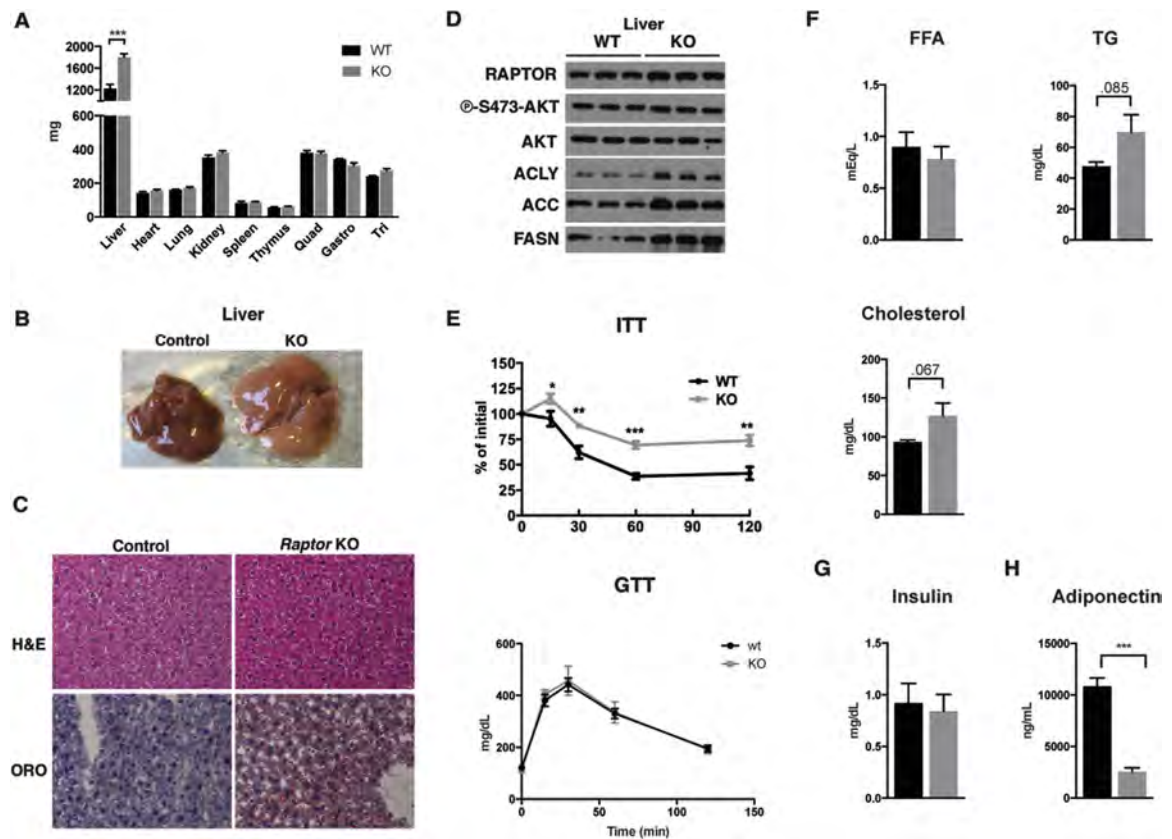 A
***
2000
1600
1200
600
400
200
0
mg
WT
KO
Liver
Heart
Lung
Kidney
Spleen
Thymus
Quad
Gastro
Tri
B
Liver
Control KO
C
Control Raptor KO
H&E
ORO
D
Liver
WT KO
RAPTOR
Ⓟ-S473-AKT
AKT
ACLY
ACC
FASN
E
ITT
150
125
100
75
50
25
0
% of initial
* ** *** **
WT
KO
0 30 60 90 120
GTT
600
400
200
0
mg/dL
wt
KO
0 50 100 150
Time (min)
F
FFA
1.5
1.0
0.5
0.0
mEq/L
TG
.085
100
80
60
40
20
0
mg/dL
Cholesterol
.067
200
150
100
50
0
mg/dL
G
Insulin
1.5
1.0
0.5
0.0
mg/dL
H
Adiponectin
***
15000
10000
5000
0
ng/mL